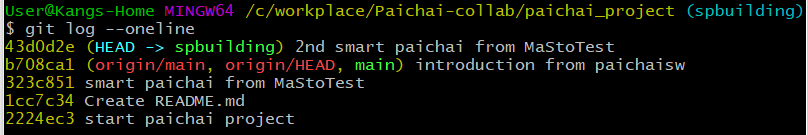 User@Kangs-Home MINGW64 /c/workplace/Paichai-collab/paichai_project (spbuilding)
$ git log --oneline
43d0d2e (HEAD -> spbuilding) 2nd smart paichai from MaStoTest
b708ca1 (origin/main, origin/HEAD, main) introduction from paichaisw
323c851 smart paichai from MaStoTest
1cc7c34 Create README.md
2224ec3 start paichai project